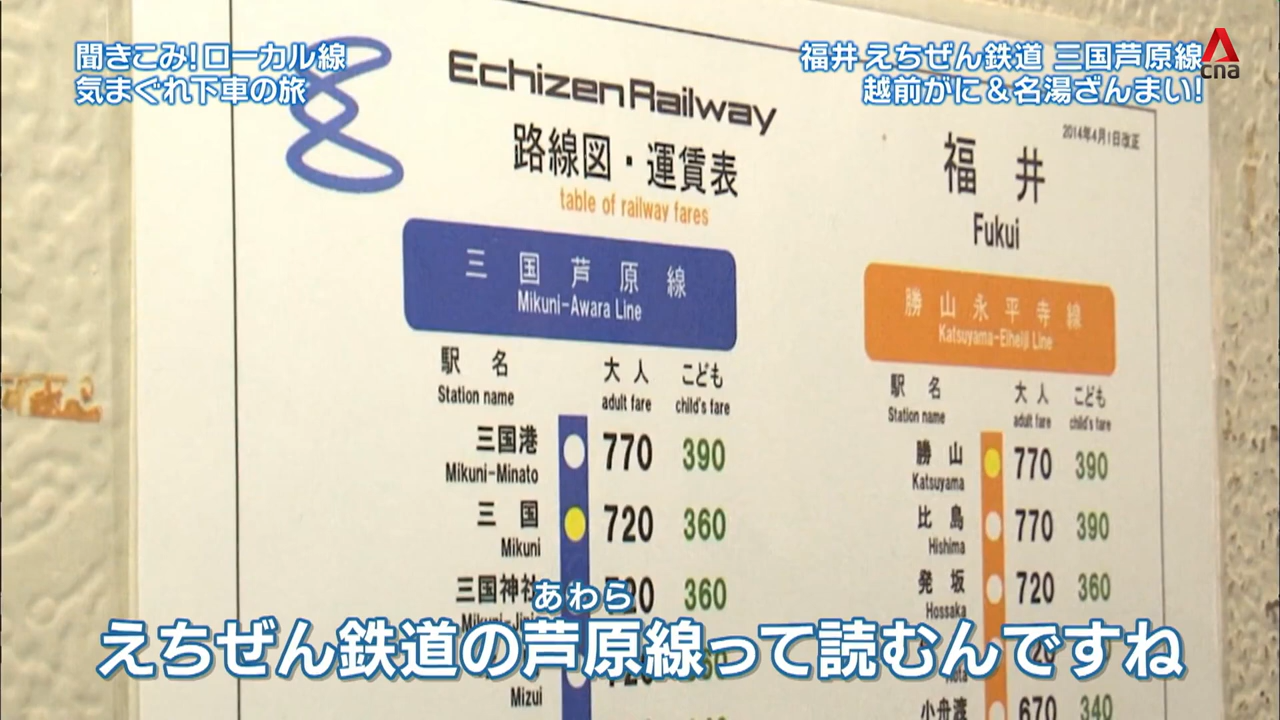 聞きこみ!ローカル線
気まぐれ下車の旅
福井 えちぜん鉄道 三国芦原線
越前がに＆名湯ざんまい!
cna
Echizen Railway
路線図・運賃表
table of railway fares
2014年4月1日改正
福井
Fukui
三国芦原線
Mikuni-Awara Line
勝山永平寺線
Katsuyama-Eiheiji Line
駅名 大人 こども
Station name adult fare child's fare
三国港 770 390
Mikuni-Minato
三国 720 360
Mikuni
三国神社 720 360
Mizui
駅名 大人 こども
Station name adult fare child's fare
勝山 770 390
Katsuyama
比島 770 390
Hishima
発坂 720 360
Hossaka
小舟渡 670 340
あわら
えちぜん鉄道の芦原線って読むんですね